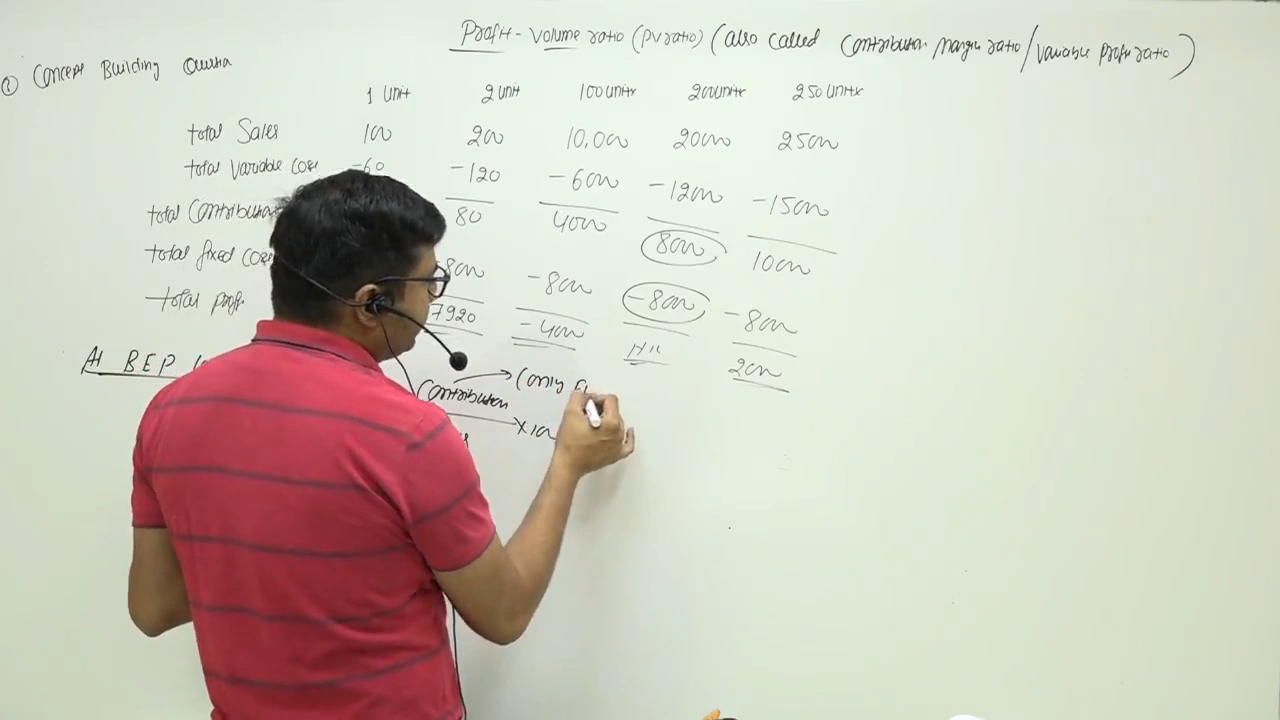 Profit - Volume ratio (PV ratio) (also called Contribution margin ratio / Variable profit ratio)
Concept Building
1 Unit 2 Unit 100 Units 200 Units 250 Units
total Sales 100 200 10,000 20000 25000
total Variable cost -60 -120 -6000 -12000 -15000
total Contribution 80 4000 8000 10000
total fixed cost 8000 -8000 -8000 -8000
total profit 7920 -4000 Nil 2000
At BEP
Contribution → (only
×100